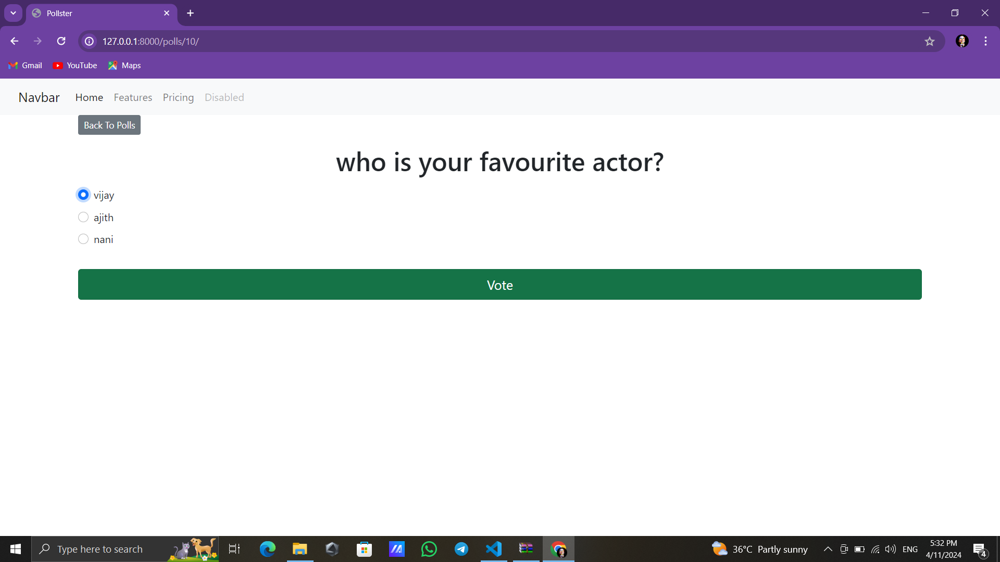 Pollster
127.0.0.1:8000/polls/10/
Gmail YouTube Maps
Navbar Home Features Pricing Disabled
Back To Polls
who is your favourite actor?
vijay
ajith
nani
Vote
Type here to search
36°C Partly sunny
ENG
5:32 PM
4/11/2024
4